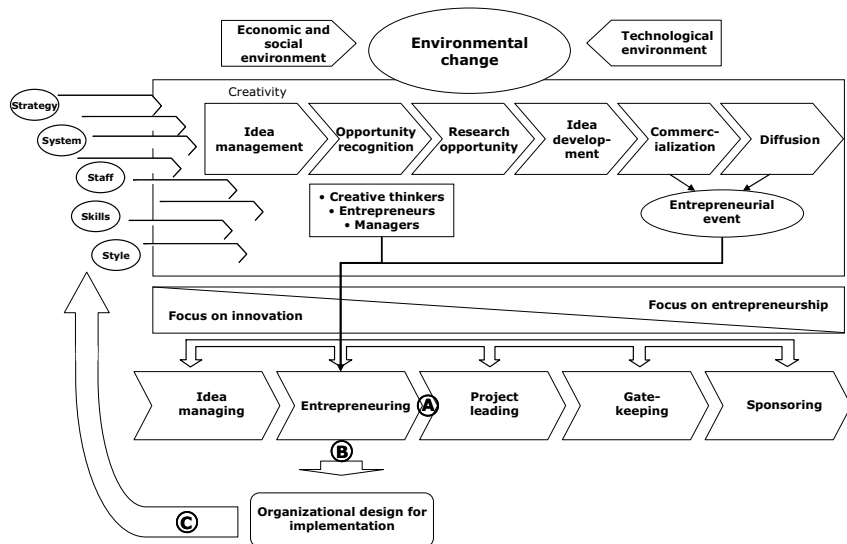 Economic and
social
environment
Environmental
change
Technological
environment
Creativity
Strategy
System
Staff
Skills
Style
Idea
management
Opportunity
recognition
Research
opportunity
Idea
develop-
ment
Commerc-
ialization
Diffusion
• Creative thinkers
• Entrepreneurs
• Managers
Entrepreneurial
event
Focus on innovation
Focus on entrepreneurship
Idea
managing
Entrepreneuring
A
Project
leading
Gate-
keeping
Sponsoring
B
Organizational design for
implementation
C